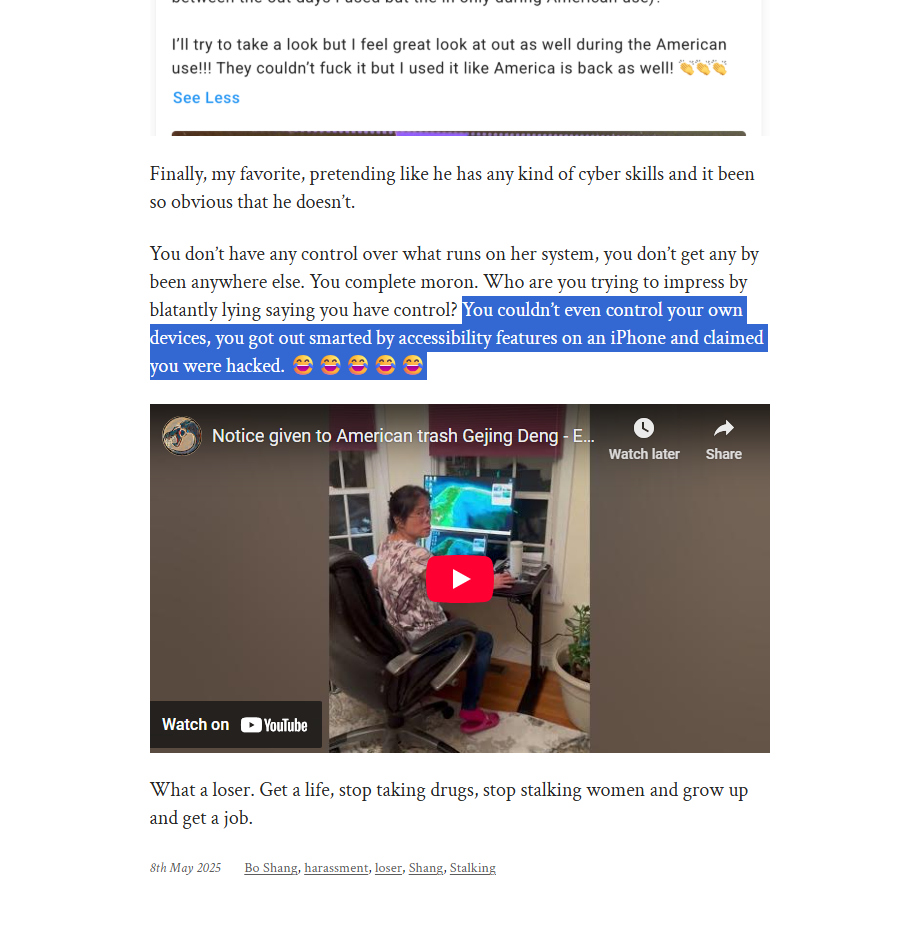 I'll try to take a look but I feel great look at out as well during the American
use!!! They couldn't fuck it but I used it like America is back as well! 👏👏👏
See Less
Finally, my favorite, pretending like he has any kind of cyber skills and it been
so obvious that he doesn't.
You don't have any control over what runs on her system, you don't get any by
been anywhere else. You complete moron. Who are you trying to impress by
blatantly lying saying you have control? You couldn't even control your own
devices, you got out smarted by accessibility features on an iPhone and claimed
you were hacked. 😂 😂 😂 😂 😂
Notice given to American trash Gejing Deng - E...
Watch later
Share
Watch on YouTube
What a loser. Get a life, stop taking drugs, stop stalking women and grow up
and get a job.
8th May 2025 Bo Shang, harassment, loser, Shang, Stalking